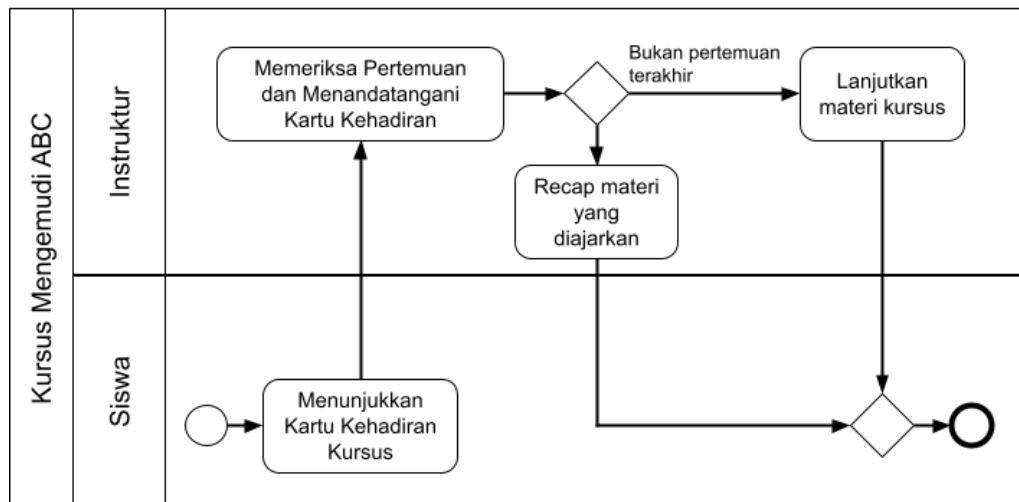 Kursus Mengemudi ABC
Instruktur
Memeriksa Pertemuan
dan Menandatangani
Kartu Kehadiran
Bukan pertemuan
terakhir
Lanjutkan
materi kursus
Recap materi
yang
diajarkan
Siswa
Menunjukkan
Kartu Kehadiran
Kursus